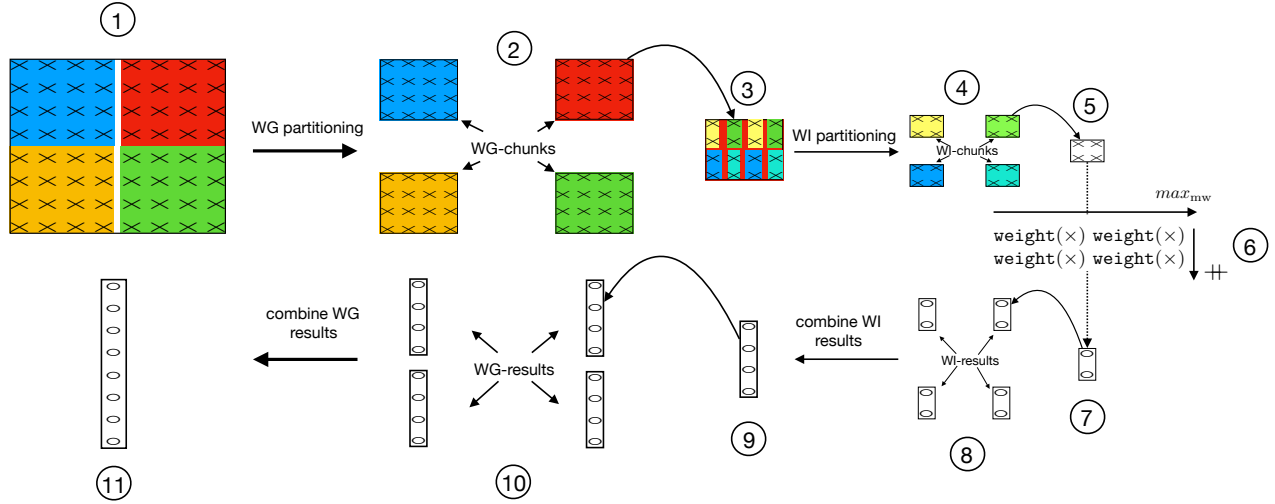 1
2
3
4
5
WG partitioning
WG-chunks
WI partitioning
WI-chunks
max_mw
weight(×) weight(×)
weight(×) weight(×)
6
⧺
combine WG
results
WG-results
combine WI
results
WI-results
7
8
9
10
11